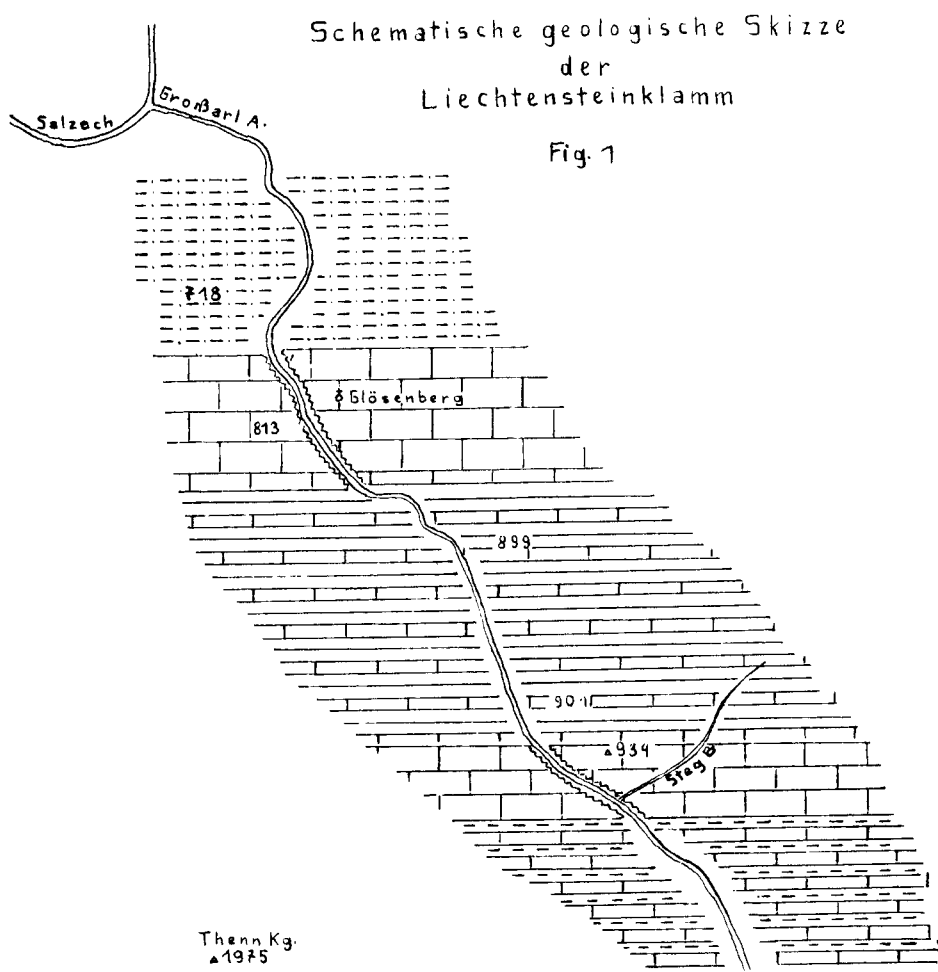 Schematische geologische Skizze
der
Liechtensteinklamm
Fig. 1
Großarl A.
Salzach
718
Glösenberg
813
899
901
934
Steg B.
Thenn Kg.
1975